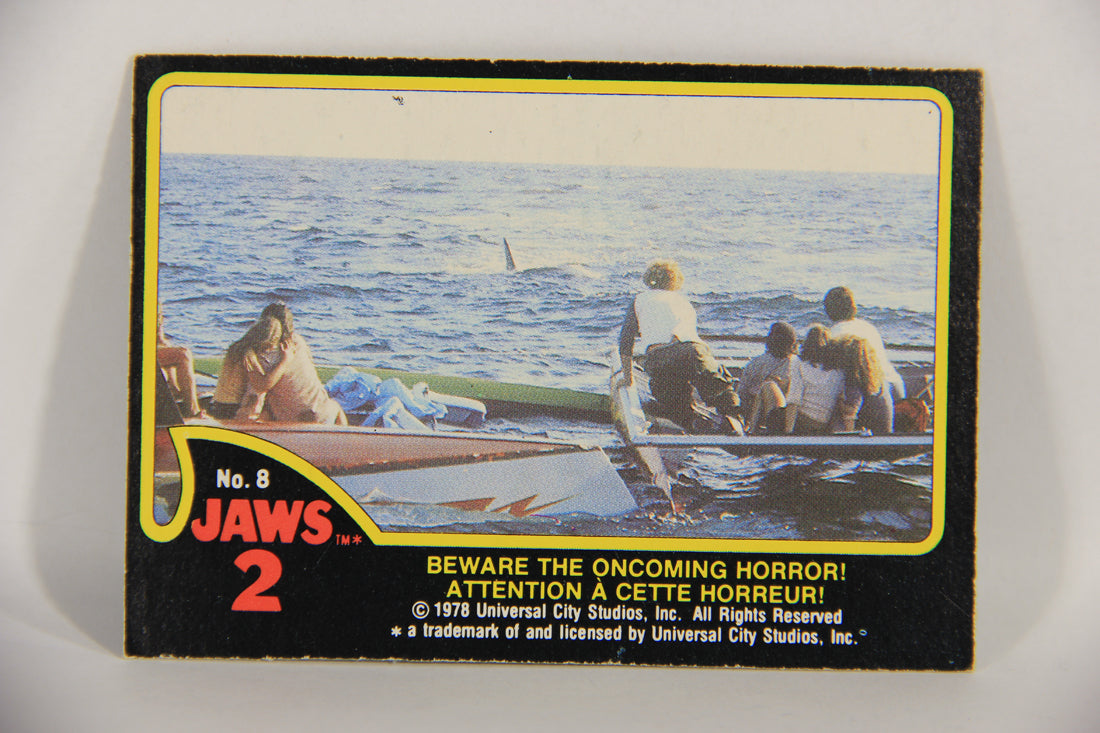 No. 8
JAWS TM*
2
BEWARE THE ONCOMING HORROR!
ATTENTION À CETTE HORREUR!
© 1978 Universal City Studios, Inc. All Rights Reserved
* a trademark of and licensed by Universal City Studios, Inc.